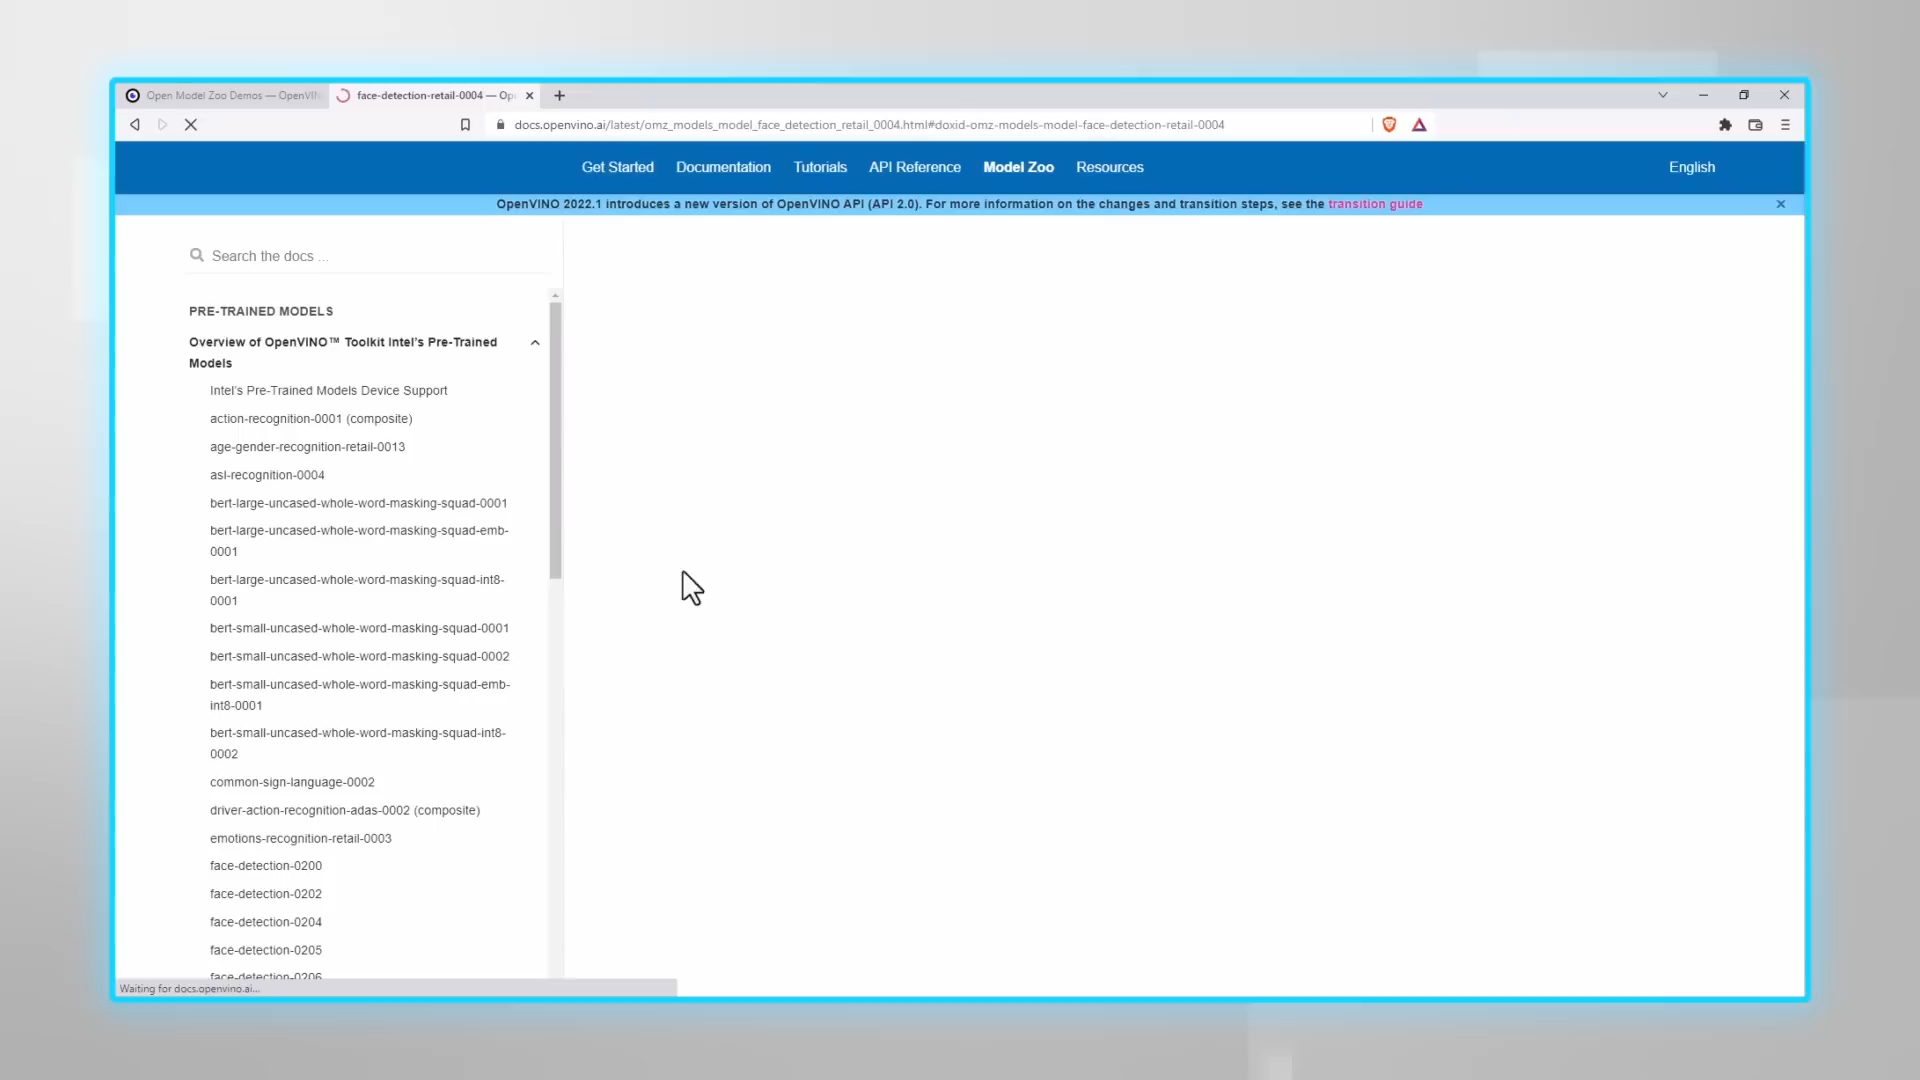 Open Model Zoo Demos — OpenVIN
face-detection-retail-0004 — Op
docs.openvino.ai/latest/omz_models_model_face_detection_retail_0004.html#doxid-omz-models-model-face-detection-retail-0004
Get Started Documentation Tutorials API Reference Model Zoo Resources English
OpenVINO 2022.1 introduces a new version of OpenVINO API (API 2.0). For more information on the changes and transition steps, see the transition guide
Search the docs ...
PRE-TRAINED MODELS
Overview of OpenVINO™ Toolkit Intel's Pre-Trained
Models
Intel's Pre-Trained Models Device Support
action-recognition-0001 (composite)
age-gender-recognition-retail-0013
asl-recognition-0004
bert-large-uncased-whole-word-masking-squad-0001
bert-large-uncased-whole-word-masking-squad-emb-
0001
bert-large-uncased-whole-word-masking-squad-int8-
0001
bert-small-uncased-whole-word-masking-squad-0001
bert-small-uncased-whole-word-masking-squad-0002
bert-small-uncased-whole-word-masking-squad-emb-
int8-0001
bert-small-uncased-whole-word-masking-squad-int8-
0002
common-sign-language-0002
driver-action-recognition-adas-0002 (composite)
emotions-recognition-retail-0003
face-detection-0200
face-detection-0202
face-detection-0204
face-detection-0205
face-detection-0206
Waiting for docs.openvino.ai...